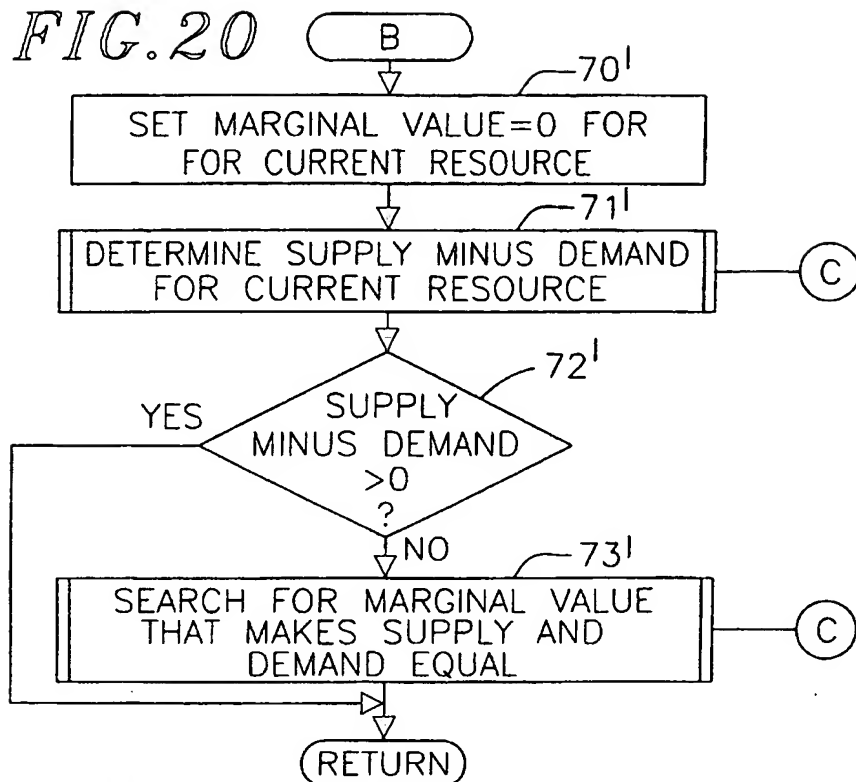 FIG.20
B
70'
SET MARGINAL VALUE=0 FOR
FOR CURRENT RESOURCE
71'
DETERMINE SUPPLY MINUS DEMAND
FOR CURRENT RESOURCE
C
72'
YES
SUPPLY
MINUS DEMAND
>0
?
NO
73'
SEARCH FOR MARGINAL VALUE
THAT MAKES SUPPLY AND
DEMAND EQUAL
C
RETURN